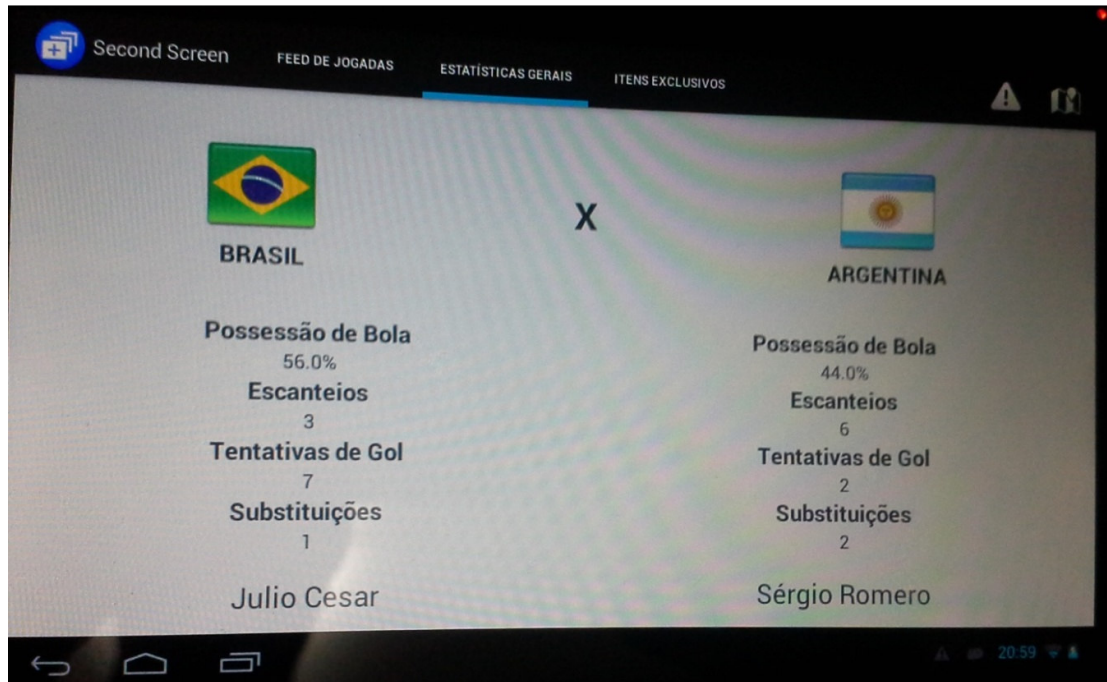 Second Screen
FEED DE JOGADAS
ESTATÍSTICAS GERAIS
ITENS EXCLUSIVOS
X
BRASIL
Possessão de Bola
56.0%
Escanteios
3
Tentativas de Gol
7
Substituições
1
Julio Cesar
ARGENTINA
Possessão de Bola
44.0%
Escanteios
6
Tentativas de Gol
2
Substituições
2
Sérgio Romero
20:59